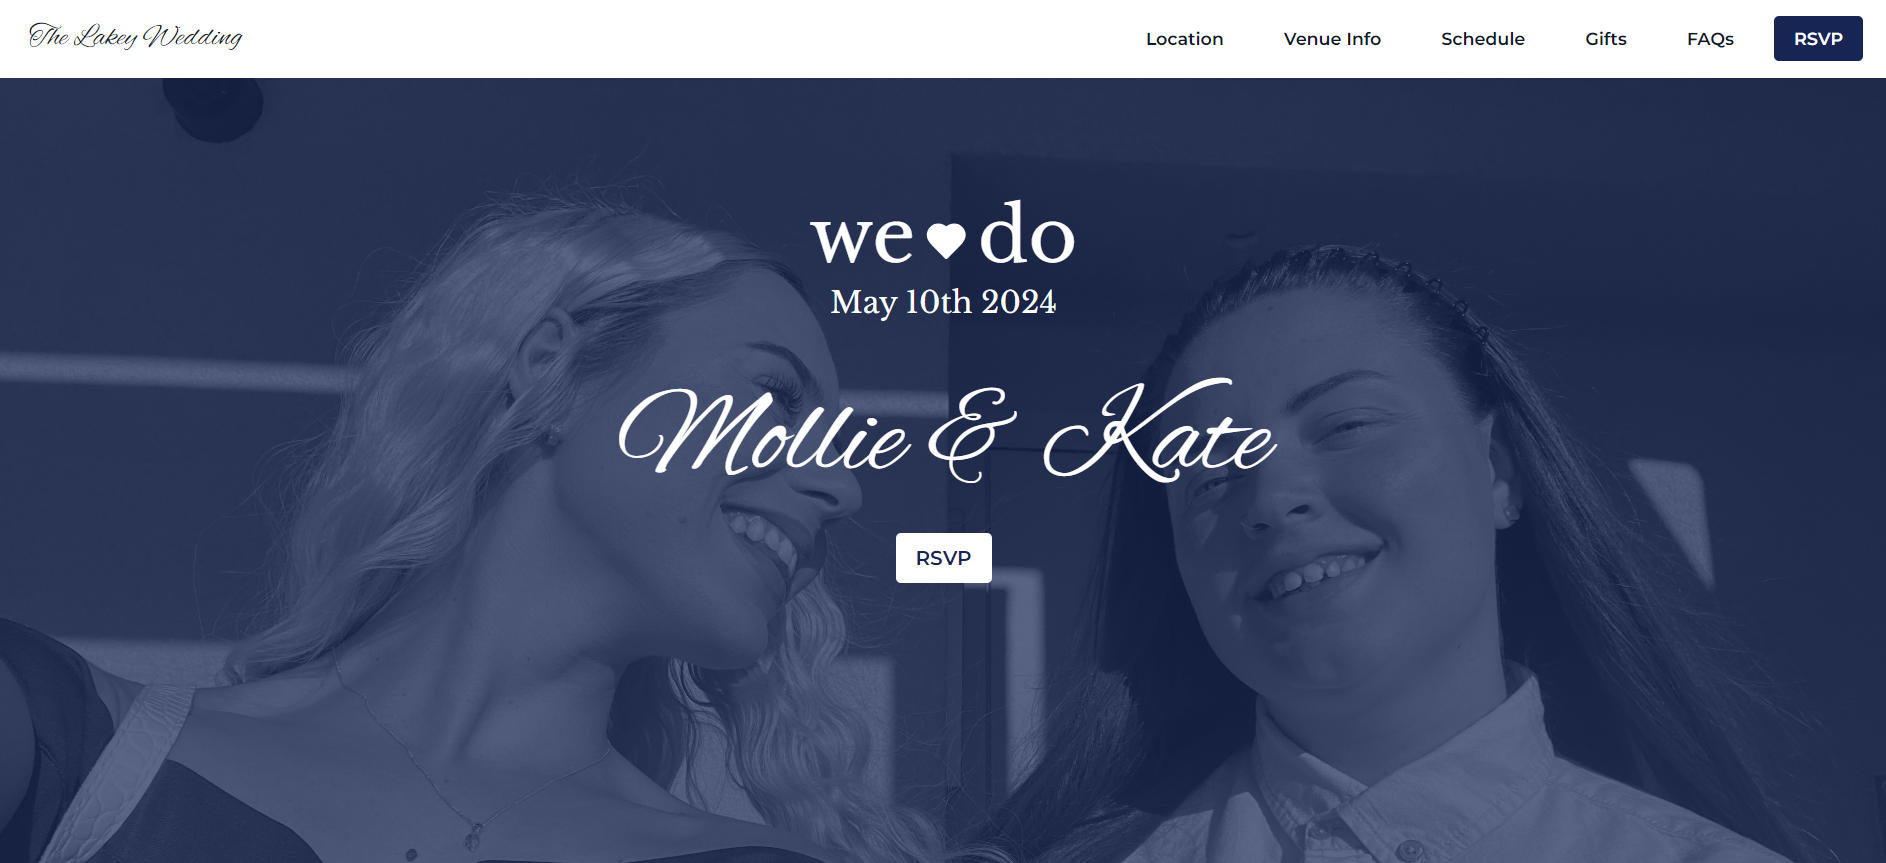 The Lakey Wedding
Location Venue Info Schedule Gifts FAQs RSVP
we do
May 10th 2024
Mollie & Kate
RSVP